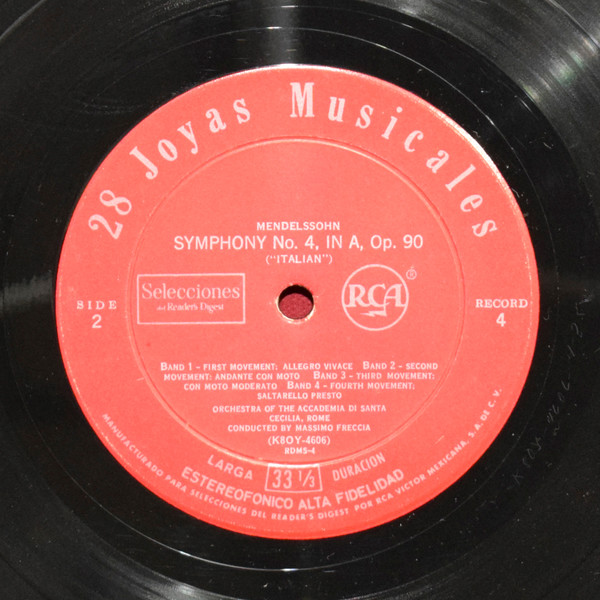 28 Joyas Musicales
MENDELSSOHN
SYMPHONY No. 4, IN A, Op. 90
("ITALIAN")
Selecciones
del Reader's Digest
RCA
®
SIDE
2
RECORD
4
BAND 1 - FIRST MOVEMENT: ALLEGRO VIVACE BAND 2 - SECOND
MOVEMENT: ANDANTE CON MOTO BAND 3 - THIRD MOVEMENT:
CON MOTO MODERATO BAND 4 - FOURTH MOVEMENT:
SALTARELLO PRESTO
ORCHESTRA OF THE ACCADEMIA DI SANTA
CECILIA, ROME
CONDUCTED BY MASSIMO FRECCIA
(K8OY-4606)
RDMS-4
LARGA 33 1/3 DURACION
ESTEREOFONICO ALTA FIDELIDAD
MANUFACTURADO PARA SELECCIONES DEL READER'S DIGEST POR RCA VICTOR MEXICANA, S.A. DE C.V.